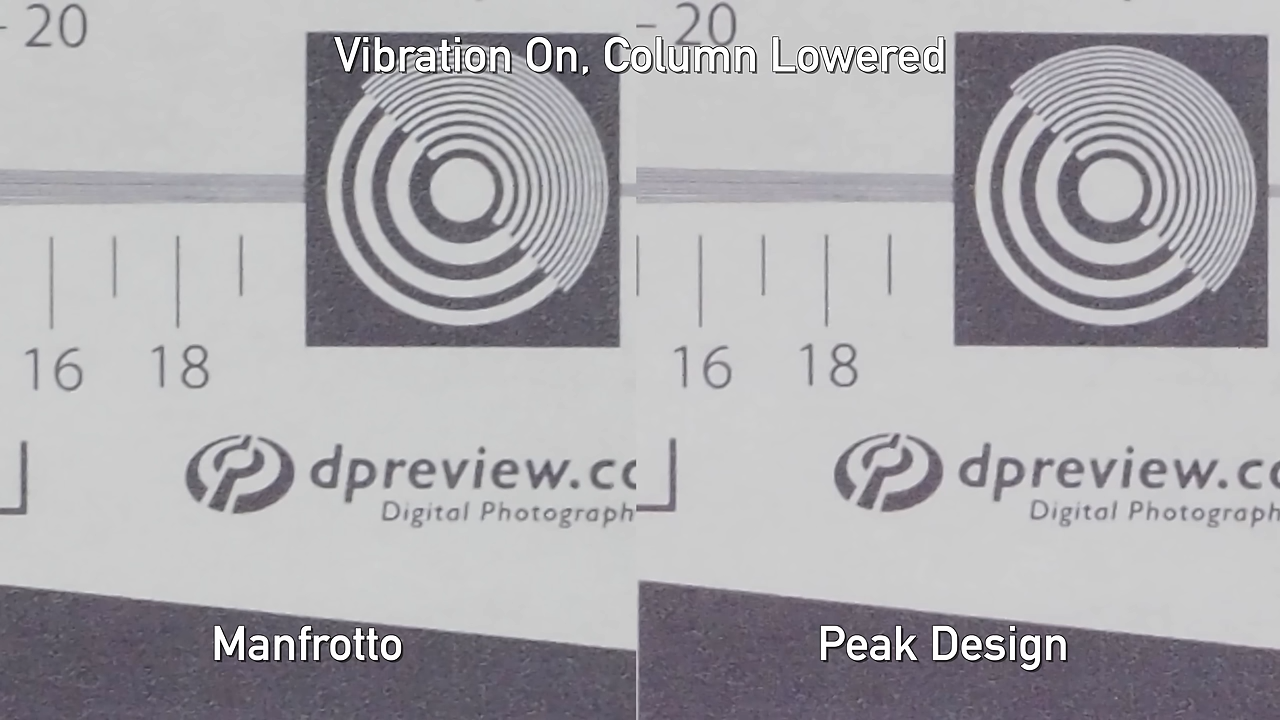 20
20
Vibration On, Column Lowered
16 18
16 18
dpreview.co
Digital Photograph
dpreview.co
Digital Photograph
Manfrotto
Peak Design